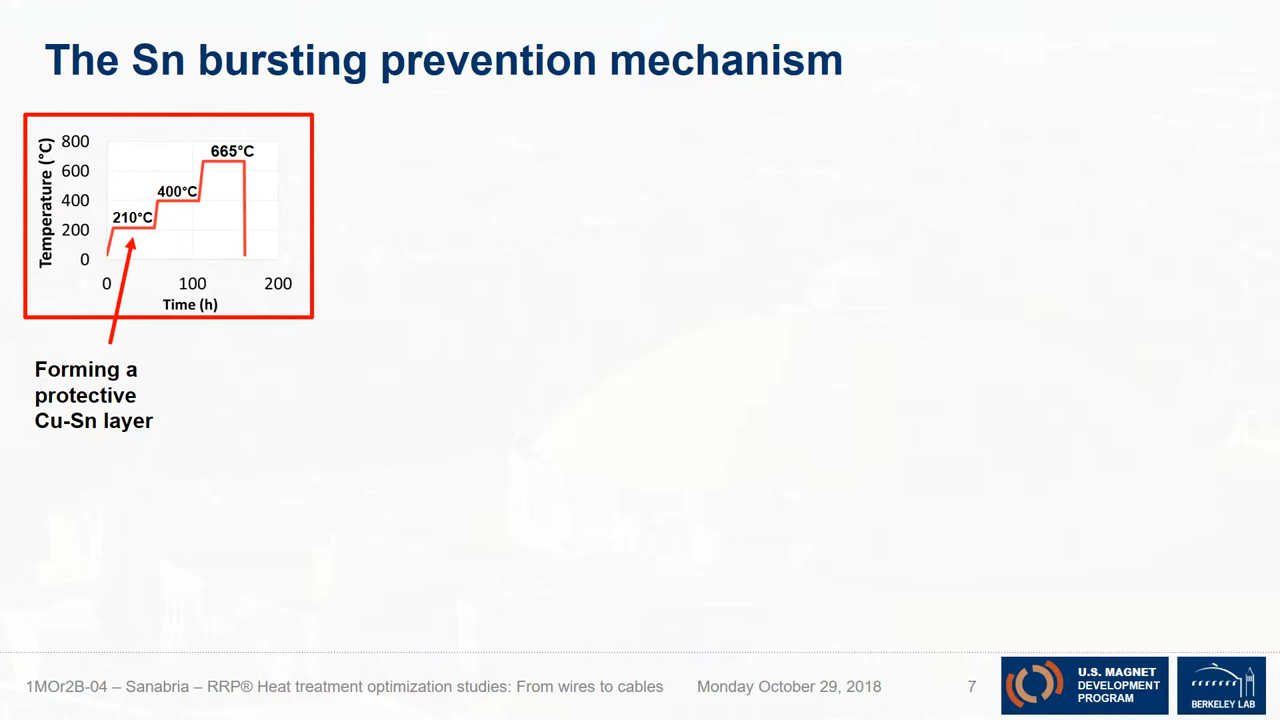 The Sn bursting prevention mechanism
Temperature (°C)
800
600
400
200
0
665°C
400°C
210°C
0 100 200
Time (h)
Forming a
protective
Cu-Sn layer
1MOr2B-04 – Sanabria – RRP® Heat treatment optimization studies: From wires to cables Monday October 29, 2018 7
U.S. MAGNET
DEVELOPMENT
PROGRAM
BERKELEY LAB